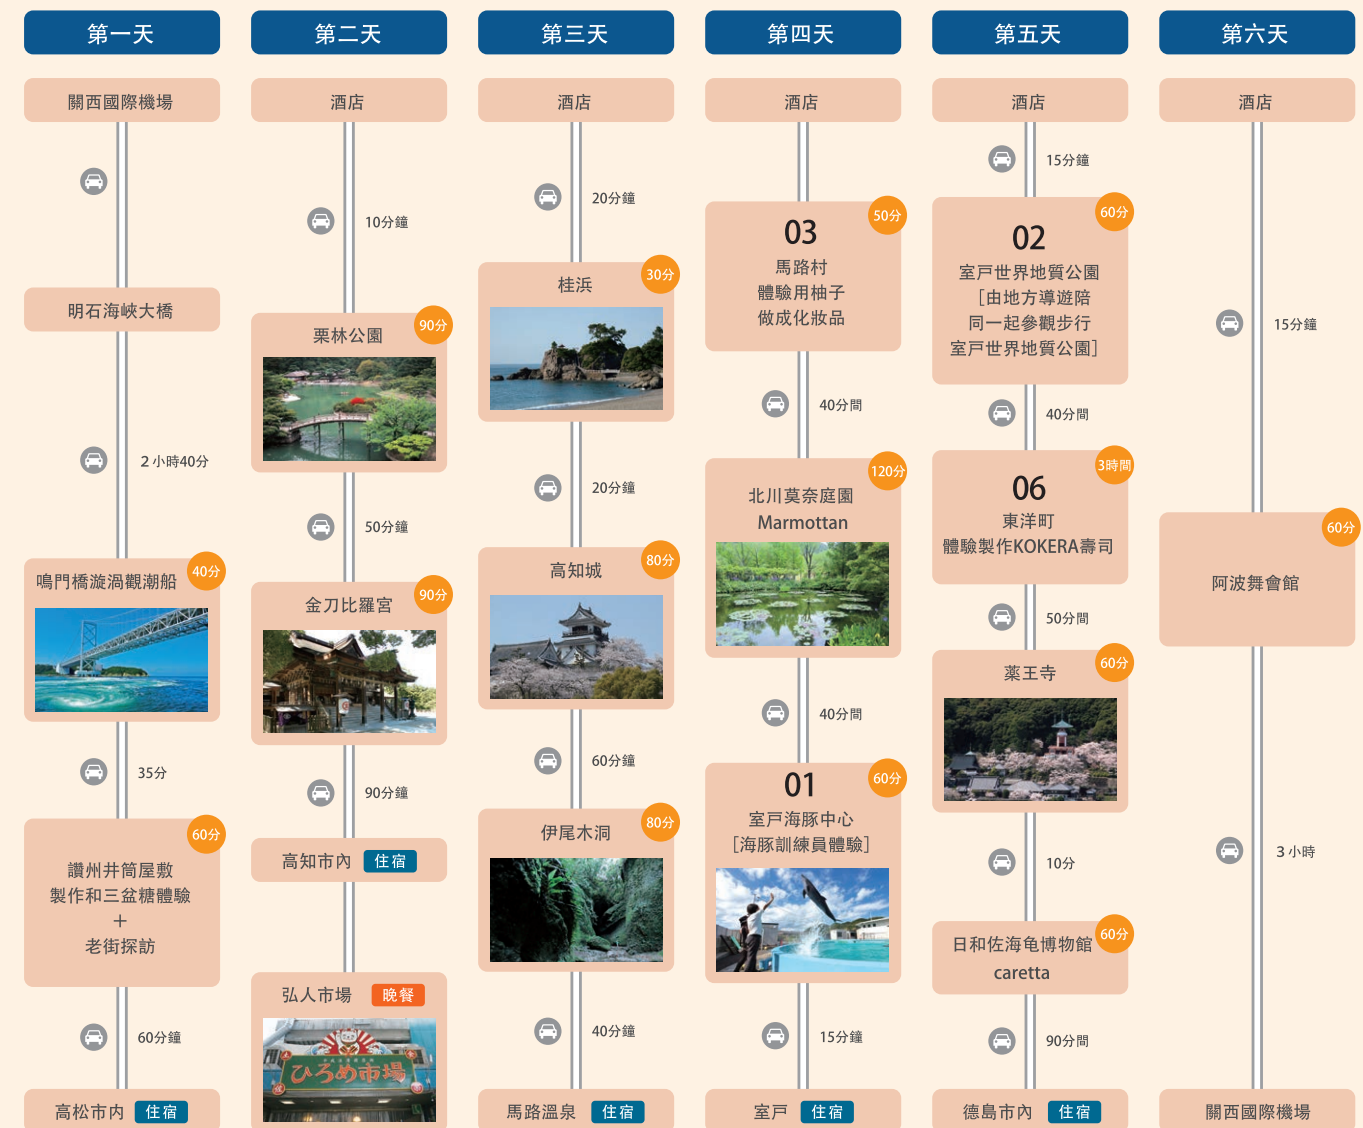 第一天
關西國際機場
明石海峽大橋
2 小時40分
40分
鳴門橋漩渦觀潮船
35分
60分
讚州井筒屋敷
製作和三盆糖體驗
＋
老街探訪
60分鐘
高松市内 住宿
第二天
酒店
10分鐘
90分
栗林公園
50分鐘
90分
金刀比羅宮
90分鐘
高知市內 住宿
弘人市場 晚餐
ひろめ市場
第三天
酒店
20分鐘
30分
桂浜
20分鐘
80分
高知城
60分鐘
80分
伊尾木洞
40分鐘
馬路溫泉 住宿
第四天
酒店
50分
03
馬路村
體驗用柚子
做成化妝品
40分間
120分
北川莫奈庭園
Marmottan
40分間
60分
01
室戸海豚中心
［海豚訓練員體驗］
15分鐘
室戸 住宿
第五天
酒店
15分鐘
60分
02
室戸世界地質公園
［由地方導遊陪
同一起參觀步行
室戸世界地質公園］
40分間
3時間
06
東洋町
體驗製作KOKERA壽司
50分間
60分
薬王寺
10分
60分
日和佐海亀博物館
caretta
90分間
德島市內 住宿
第六天
酒店
15分鐘
60分
阿波舞會館
3 小時
關西國際機場